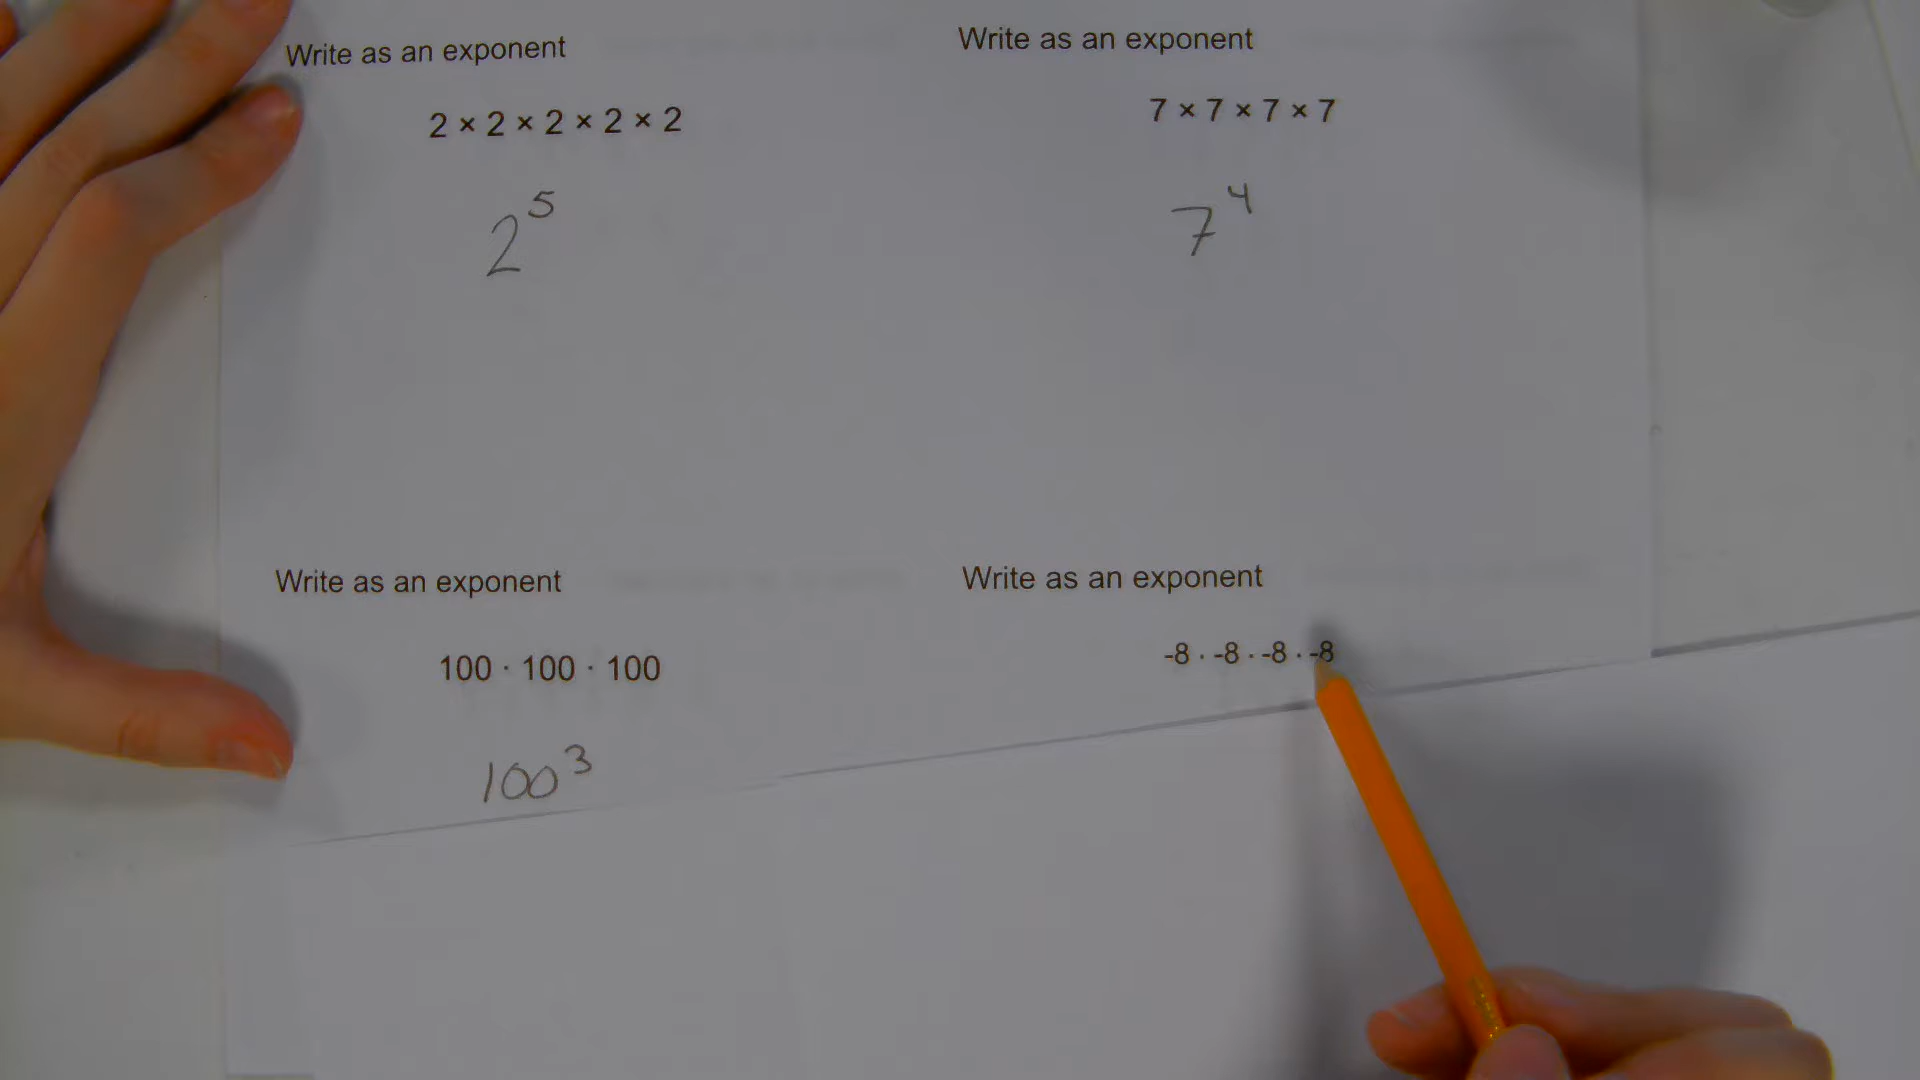 Write as an exponent
2 × 2 × 2 × 2 × 2
2⁵
Write as an exponent
7 × 7 × 7 × 7
7⁴
Write as an exponent
100 · 100 · 100
100³
Write as an exponent
-8 · -8 · -8 · -8